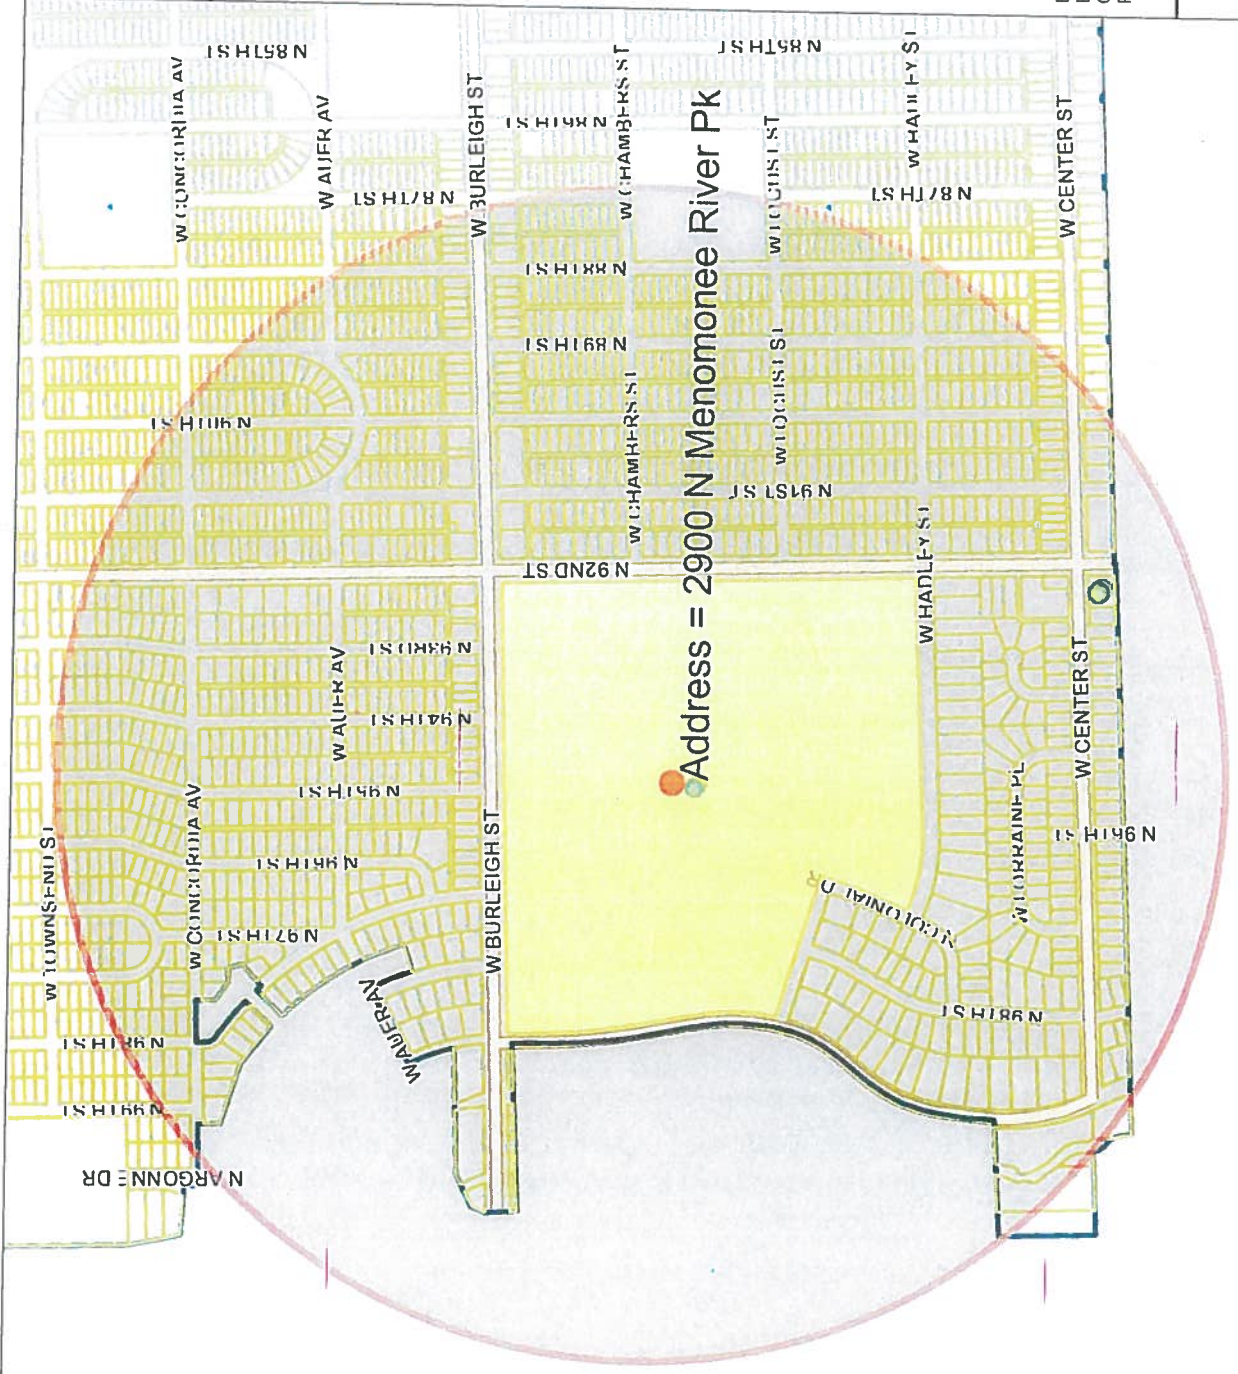 N 85TH ST
N 85TH ST
W CONCORDIA AV
W AUER AV
W BURLEIGH ST
N 86TH ST
W CHAMBERS ST
W LOCUST ST
W HADLEY ST
W CENTER ST
N 87TH ST
N 87TH ST
N 88TH ST
N 89TH ST
N 90TH ST
W CHAMBERS ST
W LOCUST ST
N 91ST ST
Address = 2900 N Menomonee River Pk
N 92ND ST
W HADLEY ST
W AUER AV
N 93RD ST
N 94TH ST
N 95TH ST
N 96TH ST
W CENTER ST
W LORRAINE PL
N 95TH ST
W TOWNSEND ST
W CONCORDIA AV
W BURLEIGH ST
N COLONIAL DR
N 97TH ST
W AUER AV
N 98TH ST
N 98TH ST
N 99TH ST
N ARGONNE DR